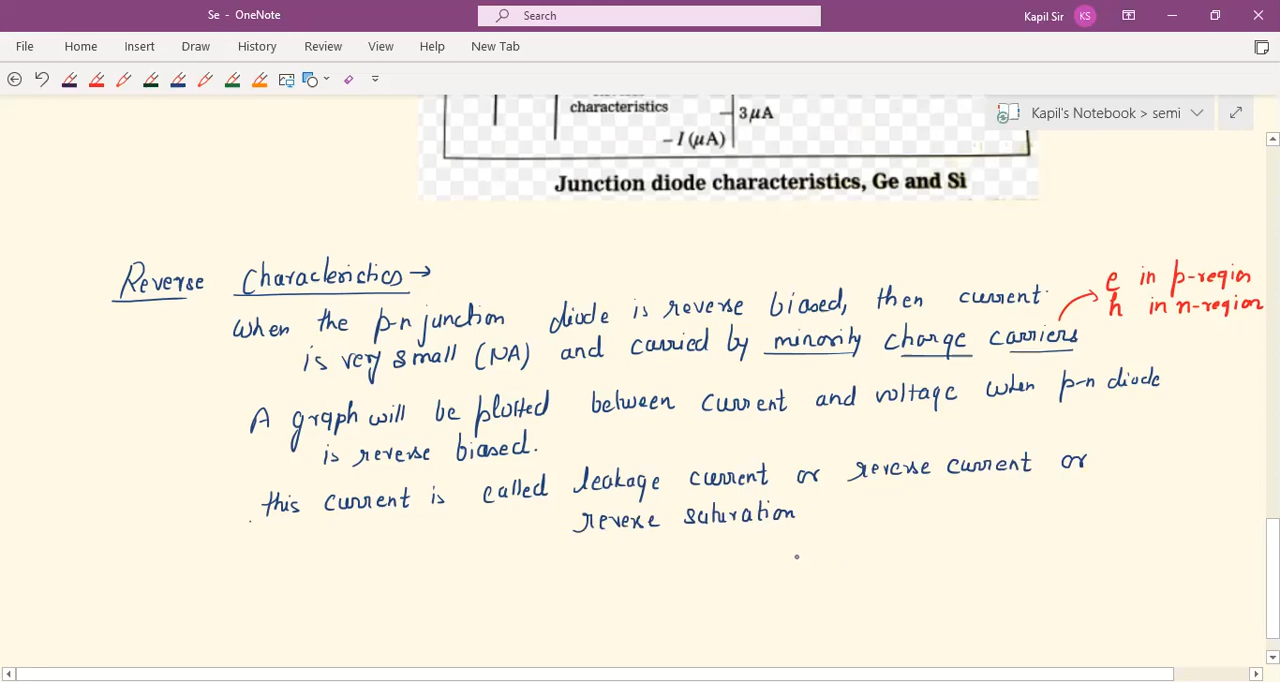 Se - OneNote
Search
Kapil Sir
KS
File Home Insert Draw History Review View Help New Tab
Kapil's Notebook > semi
characteristics
3μA
– I (μA)
Junction diode characteristics, Ge and Si
Reverse Characteristics →
e in p-region
h in n-region
When the p-n junction diode is reverse biased, then current
is very small (NA) and carried by minority charge carriers
A graph will be plotted between current and voltage when p-n diode
is reverse biased.
this current is called leakage current or reverse current or
reverse saturation